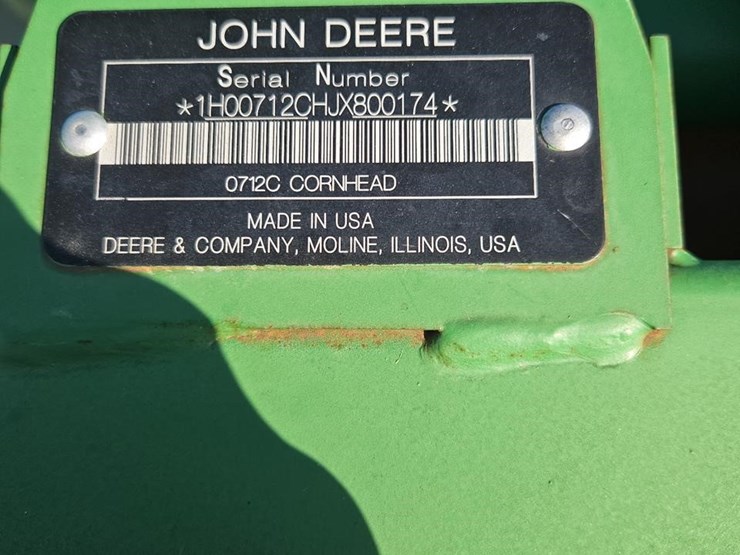 JOHN DEERE
Serial Number
*1H00712CHJX800174*
0712C CORNHEAD
MADE IN USA
DEERE & COMPANY, MOLINE, ILLINOIS, USA